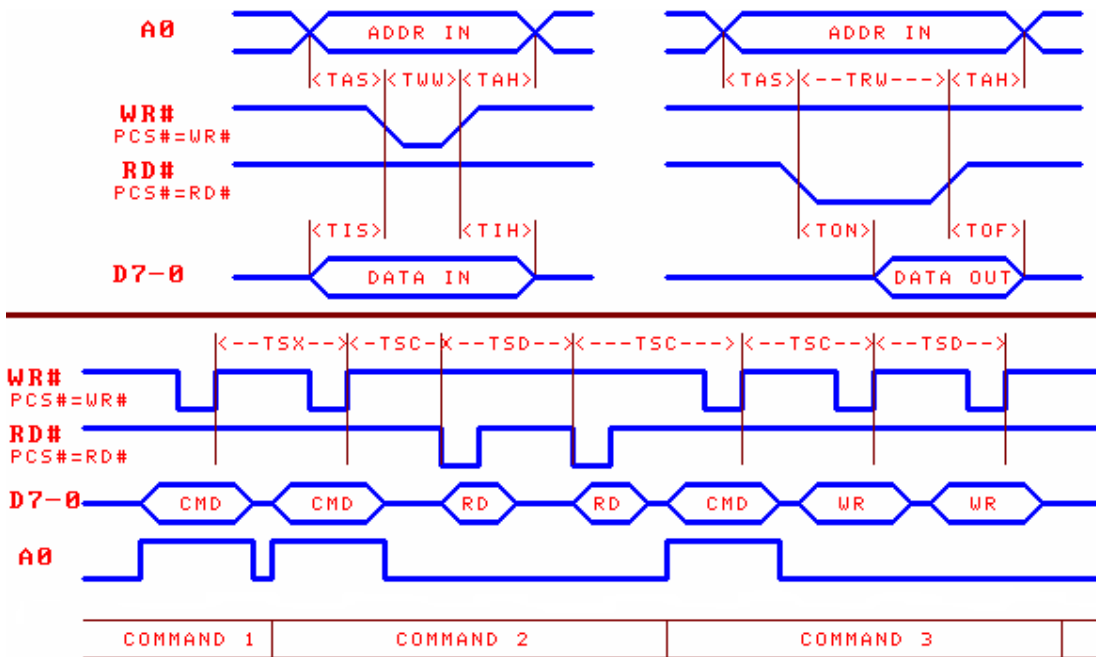 A0 ADDR IN ADDR IN
<TAS><TWW><TAH> <TAS><--TRW---><TAH>
WR#
PCS#=WR#
RD#
PCS#=RD#
<TIS> <TIH> <TON> <TOF>
D7-0 DATA IN DATA OUT
<--TSX--><-TSC-><--TSD--><---TSC---><--TSC--><--TSD-->
WR#
PCS#=WR#
RD#
PCS#=RD#
D7-0 CMD CMD RD RD CMD WR WR
A0
COMMAND 1 COMMAND 2 COMMAND 3